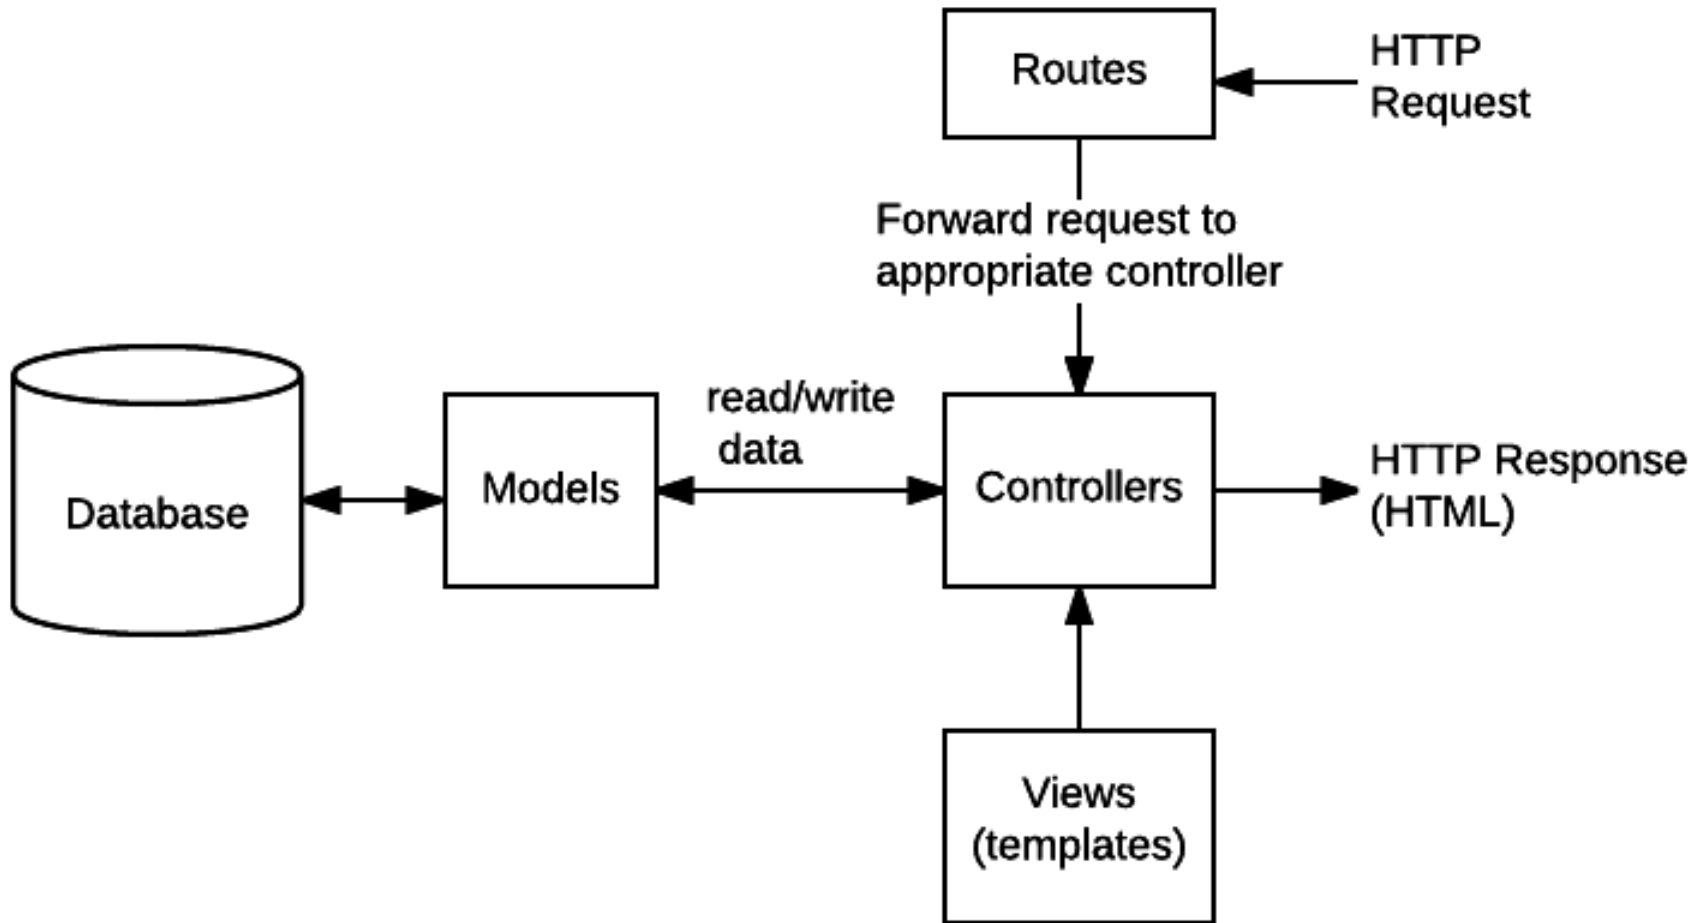 Routes
HTTP
Request
Forward request to
appropriate controller
Database
Models
read/write
data
Controllers
HTTP Response
(HTML)
Views
(templates)